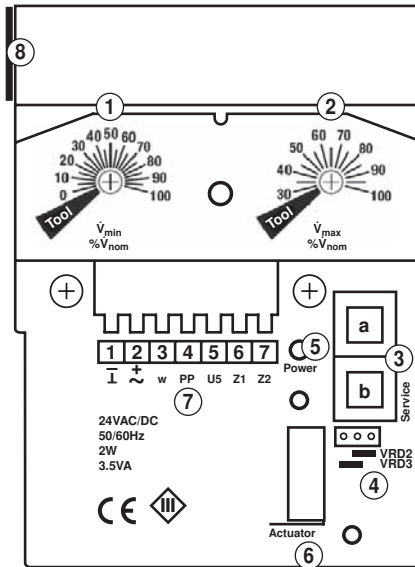 8
1
2
0 10 20 30 40 50 60 70 80 90 100
Tool
V̇min
%V̇nom
30 40 50 60 70 80 90 100
Tool
V̇max
%V̇nom
a
b
3
Service
5
Power
1 2 3 4 5 6 7
⊥ + ~ w PP U5 Z1 Z2
7
24VAC/DC
50/60Hz
2W
3.5VA
CE III
VRD2
VRD3
4
Actuator
6